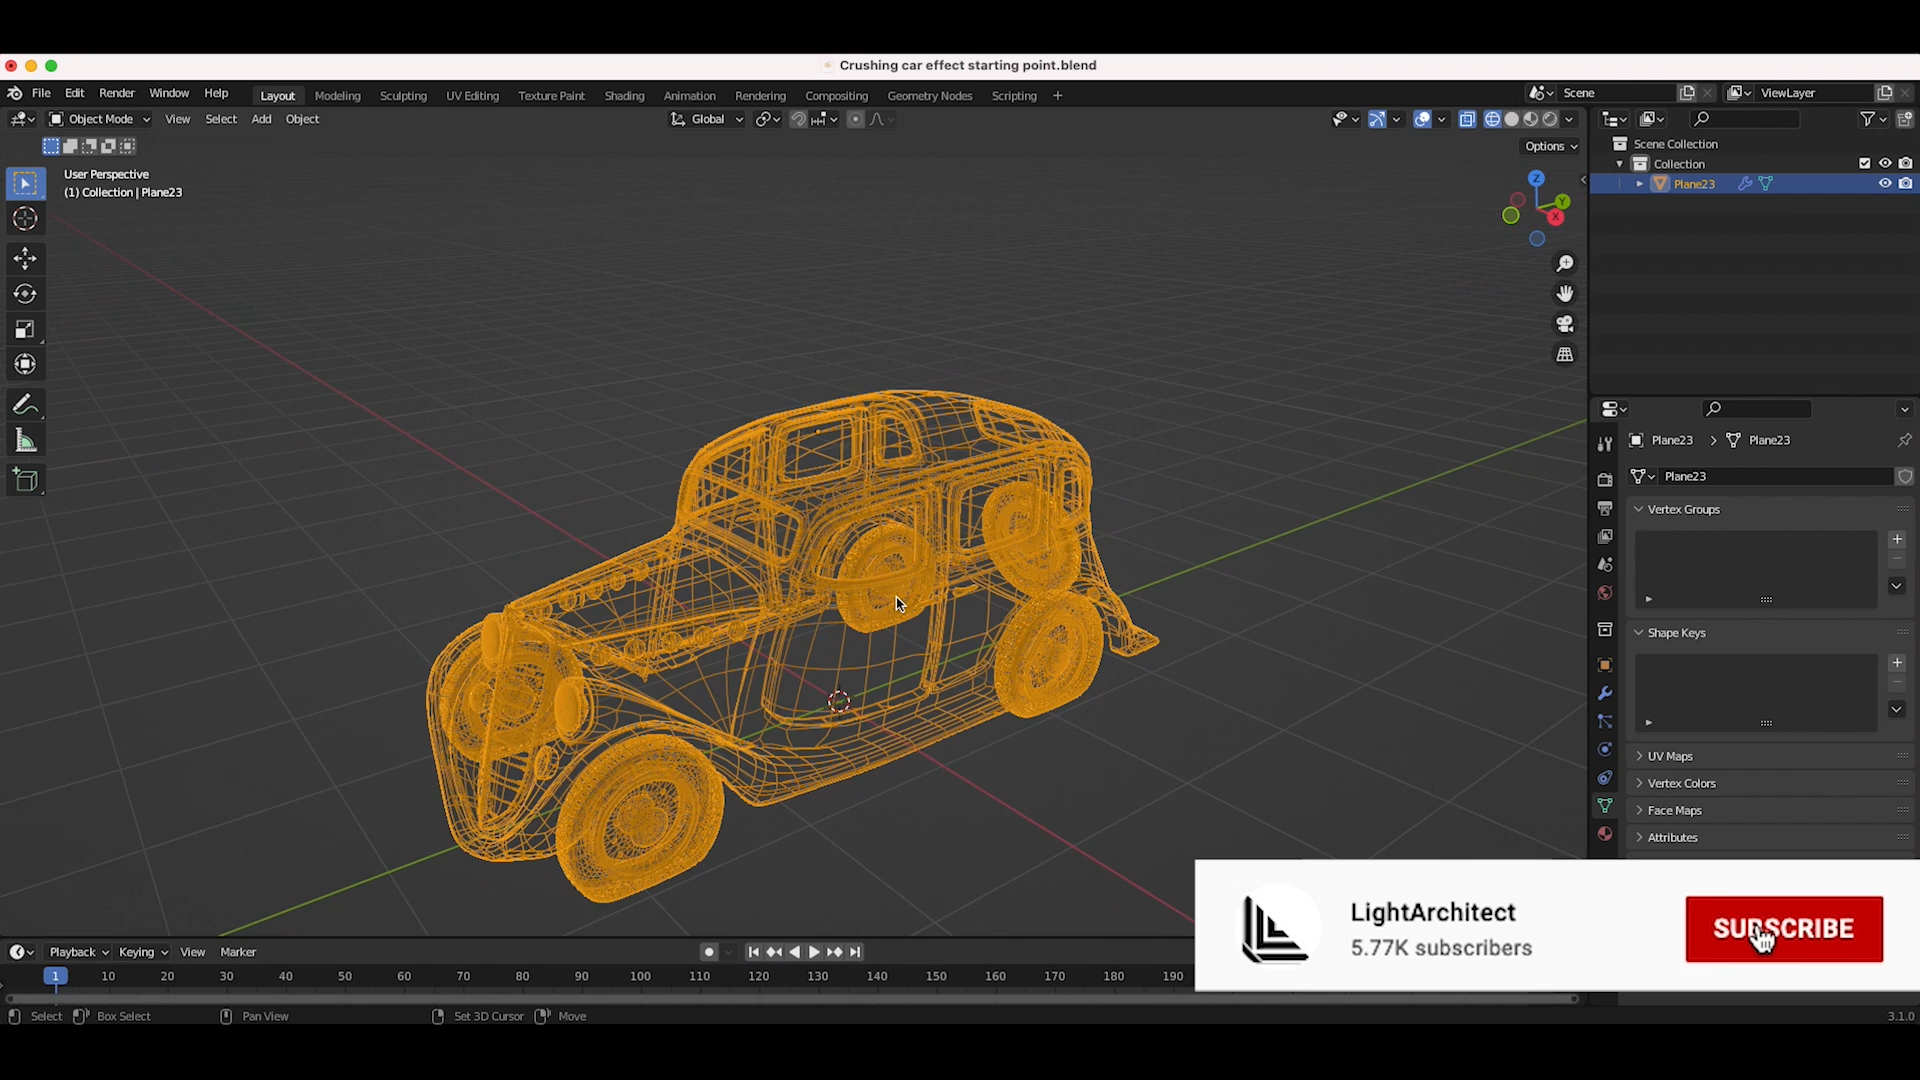 Crushing car effect starting point.blend
File Edit Render Window Help Layout Modeling Sculpting UV Editing Texture Paint Shading Animation Rendering Compositing Geometry Nodes Scripting + Scene ViewLayer
Object Mode View Select Add Object Global
Options
User Perspective
(1) Collection | Plane23
Z
Y
X
Scene Collection
Collection
Plane23
Plane23 > Plane23
Plane23
Vertex Groups
Shape Keys
UV Maps
Vertex Colors
Face Maps
Attributes
LightArchitect
5.77K subscribers
SUBSCRIBE
Playback Keying View Marker
1 10 20 30 40 50 60 70 80 90 100 110 120 130 140 150 160 170 180 190
Select Box Select Pan View Set 3D Cursor Move 3.1.0